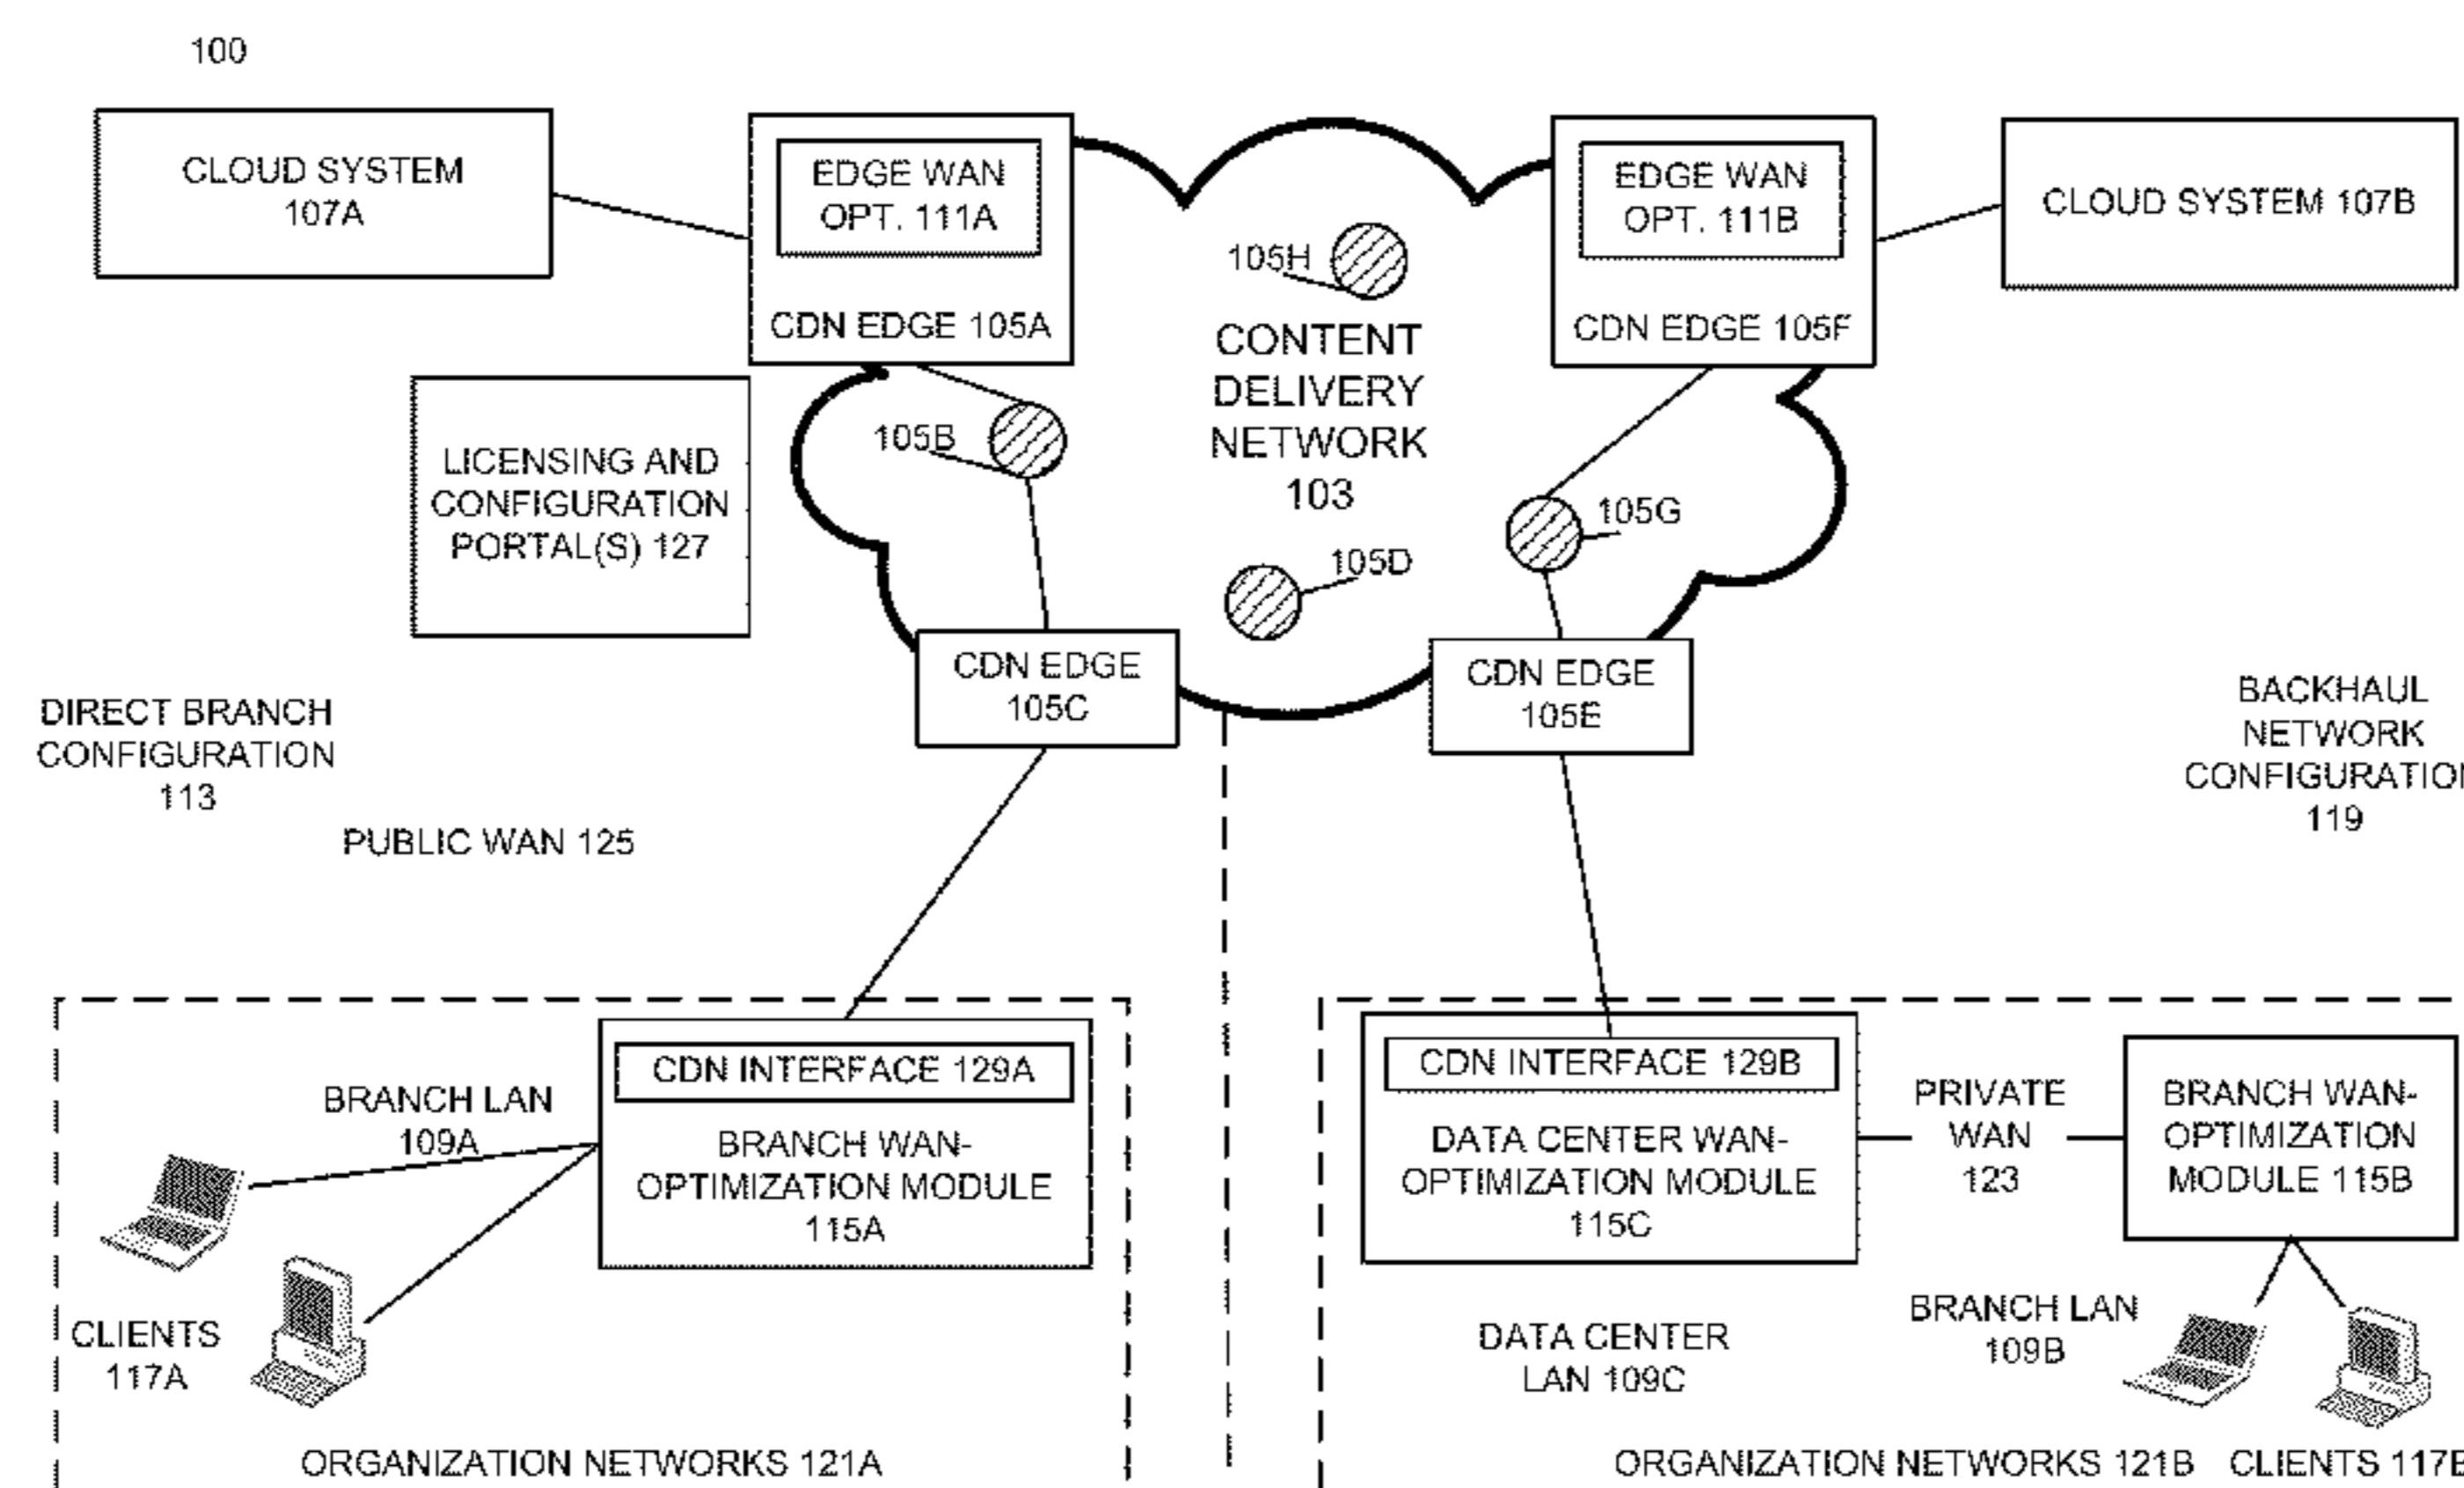 100
CLOUD SYSTEM
107A
EDGE WAN
OPT. 111A
CDN EDGE 105A
EDGE WAN
OPT. 111B
CDN EDGE 105F
CLOUD SYSTEM 107B
105H
CONTENT
DELIVERY
NETWORK
103
105B
105G
105D
LICENSING AND
CONFIGURATION
PORTAL(S) 127
CDN EDGE
105C
CDN EDGE
105E
DIRECT BRANCH
CONFIGURATION
113
BACKHAUL
NETWORK
CONFIGURATION
119
PUBLIC WAN 125
CDN INTERFACE 129A
BRANCH WAN-
OPTIMIZATION MODULE
115A
BRANCH LAN
109A
CLIENTS
117A
ORGANIZATION NETWORKS 121A
CDN INTERFACE 129B
DATA CENTER WAN-
OPTIMIZATION MODULE
115C
PRIVATE
WAN
123
BRANCH WAN-
OPTIMIZATION
MODULE 115B
DATA CENTER
LAN 109C
BRANCH LAN
109B
ORGANIZATION NETWORKS 121B
CLIENTS 117B